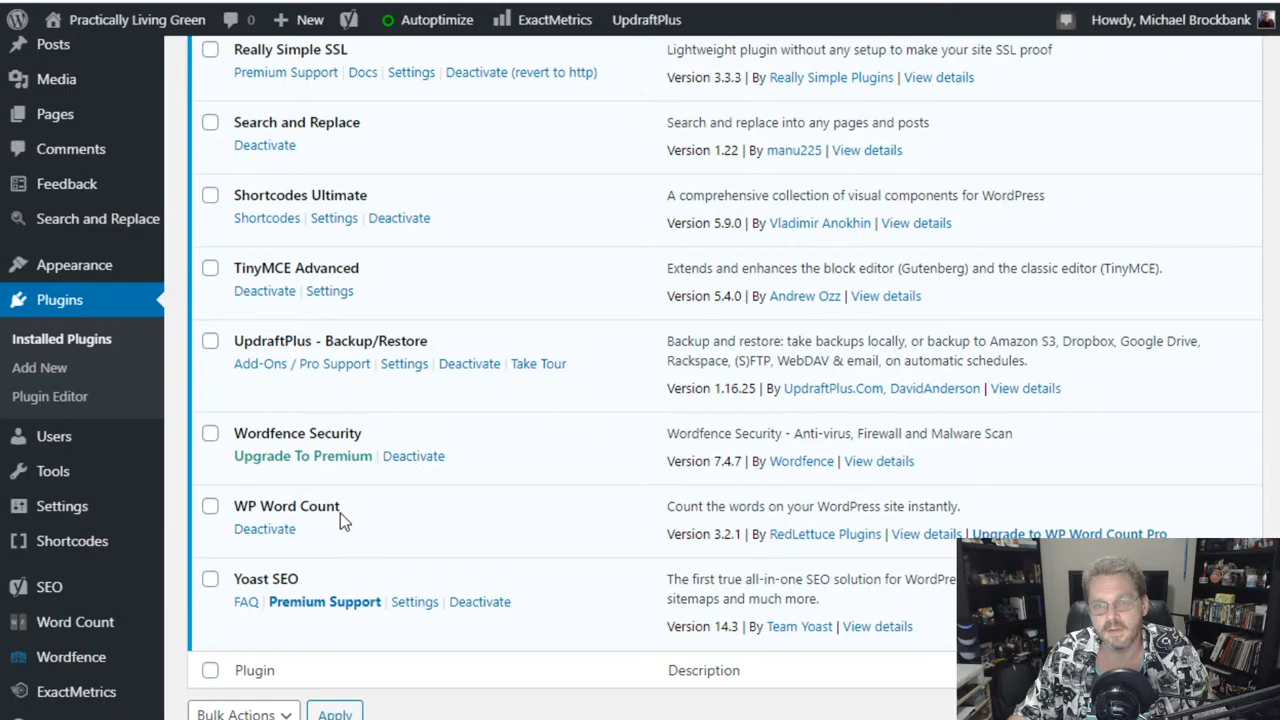 Practically Living Green 0 New Autoptimize ExactMetrics UpdraftPlus Howdy, Michael Brockbank
Posts
Media
Pages
Comments
Feedback
Search and Replace
Appearance
Plugins
Installed Plugins
Add New
Plugin Editor
Users
Tools
Settings
Shortcodes
SEO
Word Count
Wordfence
ExactMetrics
Really Simple SSL
Premium Support | Docs | Settings | Deactivate (revert to http)
Lightweight plugin without any setup to make your site SSL proof
Version 3.3.3 | By Really Simple Plugins | View details
Search and Replace
Deactivate
Search and replace into any pages and posts
Version 1.22 | By manu225 | View details
Shortcodes Ultimate
Shortcodes | Settings | Deactivate
A comprehensive collection of visual components for WordPress
Version 5.9.0 | By Vladimir Anokhin | View details
TinyMCE Advanced
Deactivate | Settings
Extends and enhances the block editor (Gutenberg) and the classic editor (TinyMCE).
Version 5.4.0 | By Andrew Ozz | View details
UpdraftPlus - Backup/Restore
Add-Ons / Pro Support | Settings | Deactivate | Take Tour
Backup and restore: take backups locally, or backup to Amazon S3, Dropbox, Google Drive,
Rackspace, (S)FTP, WebDAV & email, on automatic schedules.
Version 1.16.25 | By UpdraftPlus.Com, DavidAnderson | View details
Wordfence Security
Upgrade To Premium | Deactivate
Wordfence Security - Anti-virus, Firewall and Malware Scan
Version 7.4.7 | By Wordfence | View details
WP Word Count
Deactivate
Count the words on your WordPress site instantly.
Version 3.2.1 | By RedLettuce Plugins | View details | Upgrade to WP Word Count Pro
Yoast SEO
FAQ | Premium Support | Settings | Deactivate
The first true all-in-one SEO solution for WordPre
sitemaps and much more.
Version 14.3 | By Team Yoast | View details
Plugin Description
Bulk Actions Apply